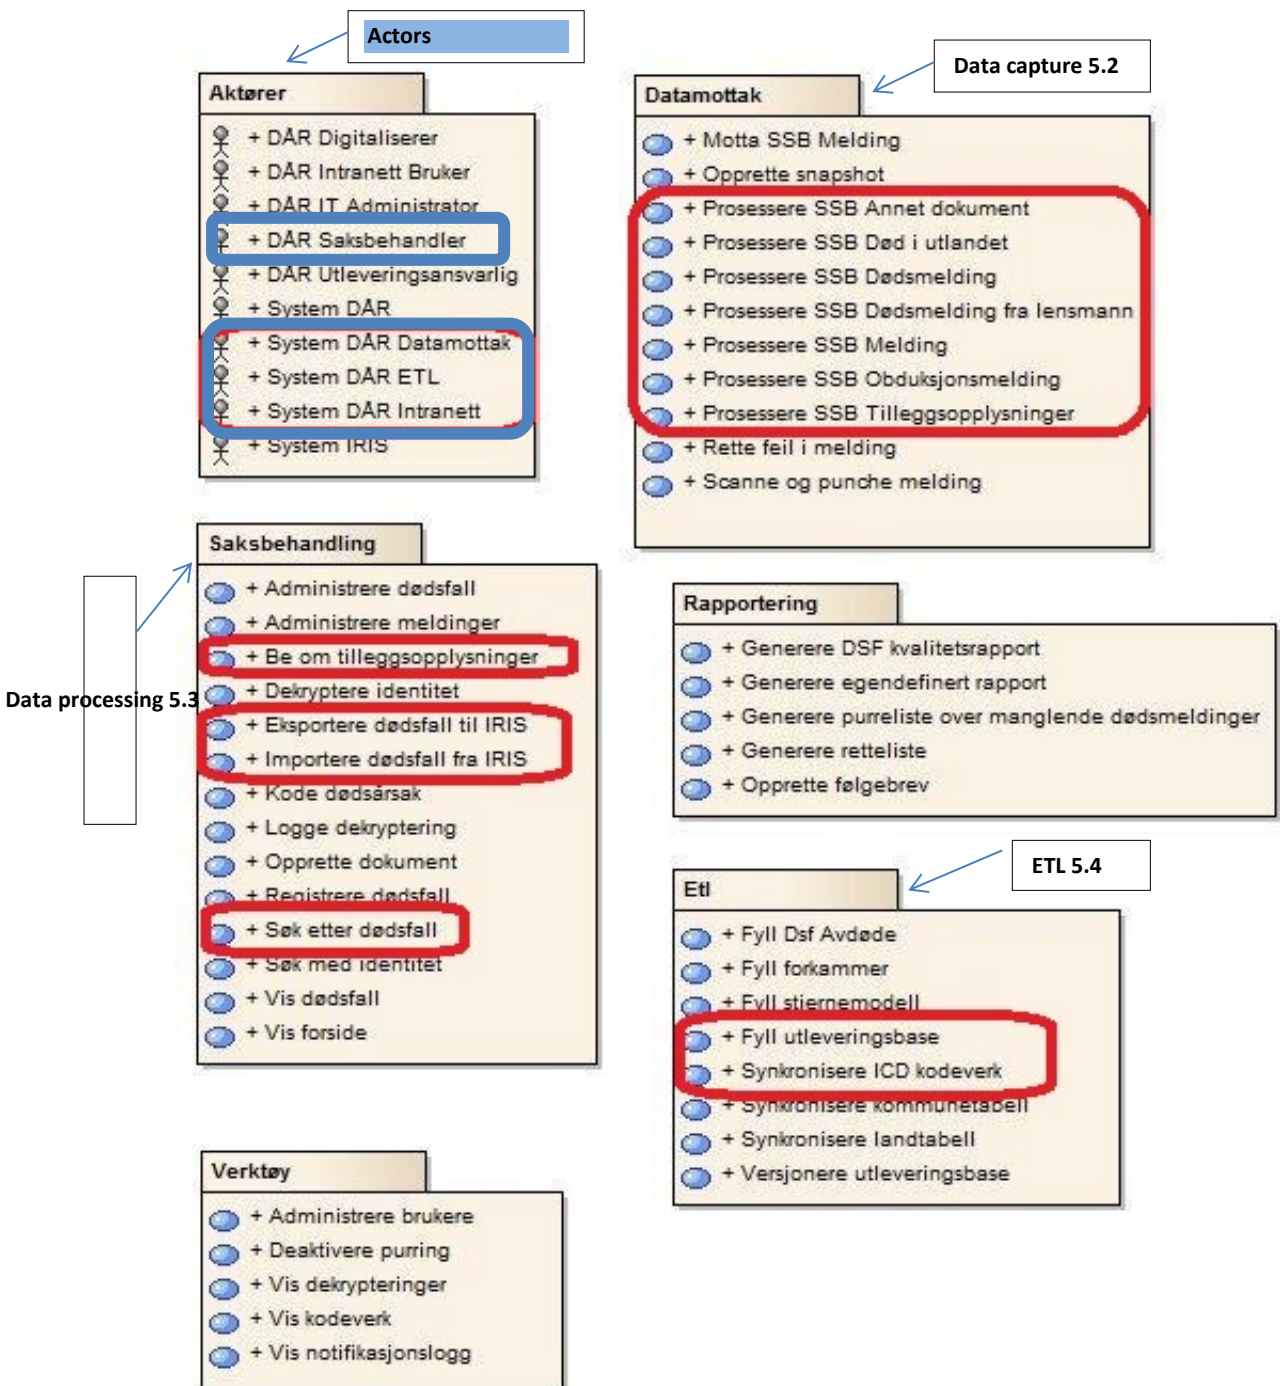 Actors
Aktører
+ DÅR Digitaliserer
+ DÅR Intranett Bruker
+ DÅR IT Administrator
+ DÅR Saksbehandler
+ DÅR Utleveringsansvarlig
+ System DÅR
+ System DÅR Datamottak
+ System DÅR ETL
+ System DÅR Intranett
+ System IRIS
Data capture 5.2
Datamottak
+ Motta SSB Melding
+ Opprette snapshot
+ Prosessere SSB Annet dokument
+ Prosessere SSB Død i utlandet
+ Prosessere SSB Dødsmelding
+ Prosessere SSB Dødsmelding fra lensmann
+ Prosessere SSB Melding
+ Prosessere SSB Obduksjonsmelding
+ Prosessere SSB Tilleggsopplysninger
+ Rette feil i melding
+ Scanne og punche melding
Data processing 5.3
Saksbehandling
+ Administrere dødsfall
+ Administrere meldinger
+ Be om tilleggsopplysninger
+ Dekryptere identitet
+ Eksportere dødsfall til IRIS
+ Importere dødsfall fra IRIS
+ Kode dødsårsak
+ Logge dekryptering
+ Opprette dokument
+ Registrere dødsfall
+ Søk etter dødsfall
+ Søk med identitet
+ Vis dødsfall
+ Vis forside
Rapportering
+ Generere DSF kvalitetsrapport
+ Generere egendefinert rapport
+ Generere purreliste over manglende dødsmeldinger
+ Generere retteliste
+ Opprette følgebrev
ETL 5.4
Etl
+ Fyll Dsf Avdøde
+ Fyll forkammer
+ Fyll stjernemodell
+ Fyll utleveringsbase
+ Synkronisere ICD kodeverk
+ Synkronisere kommunetabell
+ Synkronisere landtabell
+ Versjonere utleveringsbase
Verktøy
+ Administrere brukere
+ Deaktivere purring
+ Vis dekrypteringer
+ Vis kodeverk
+ Vis notifikasjonslogg